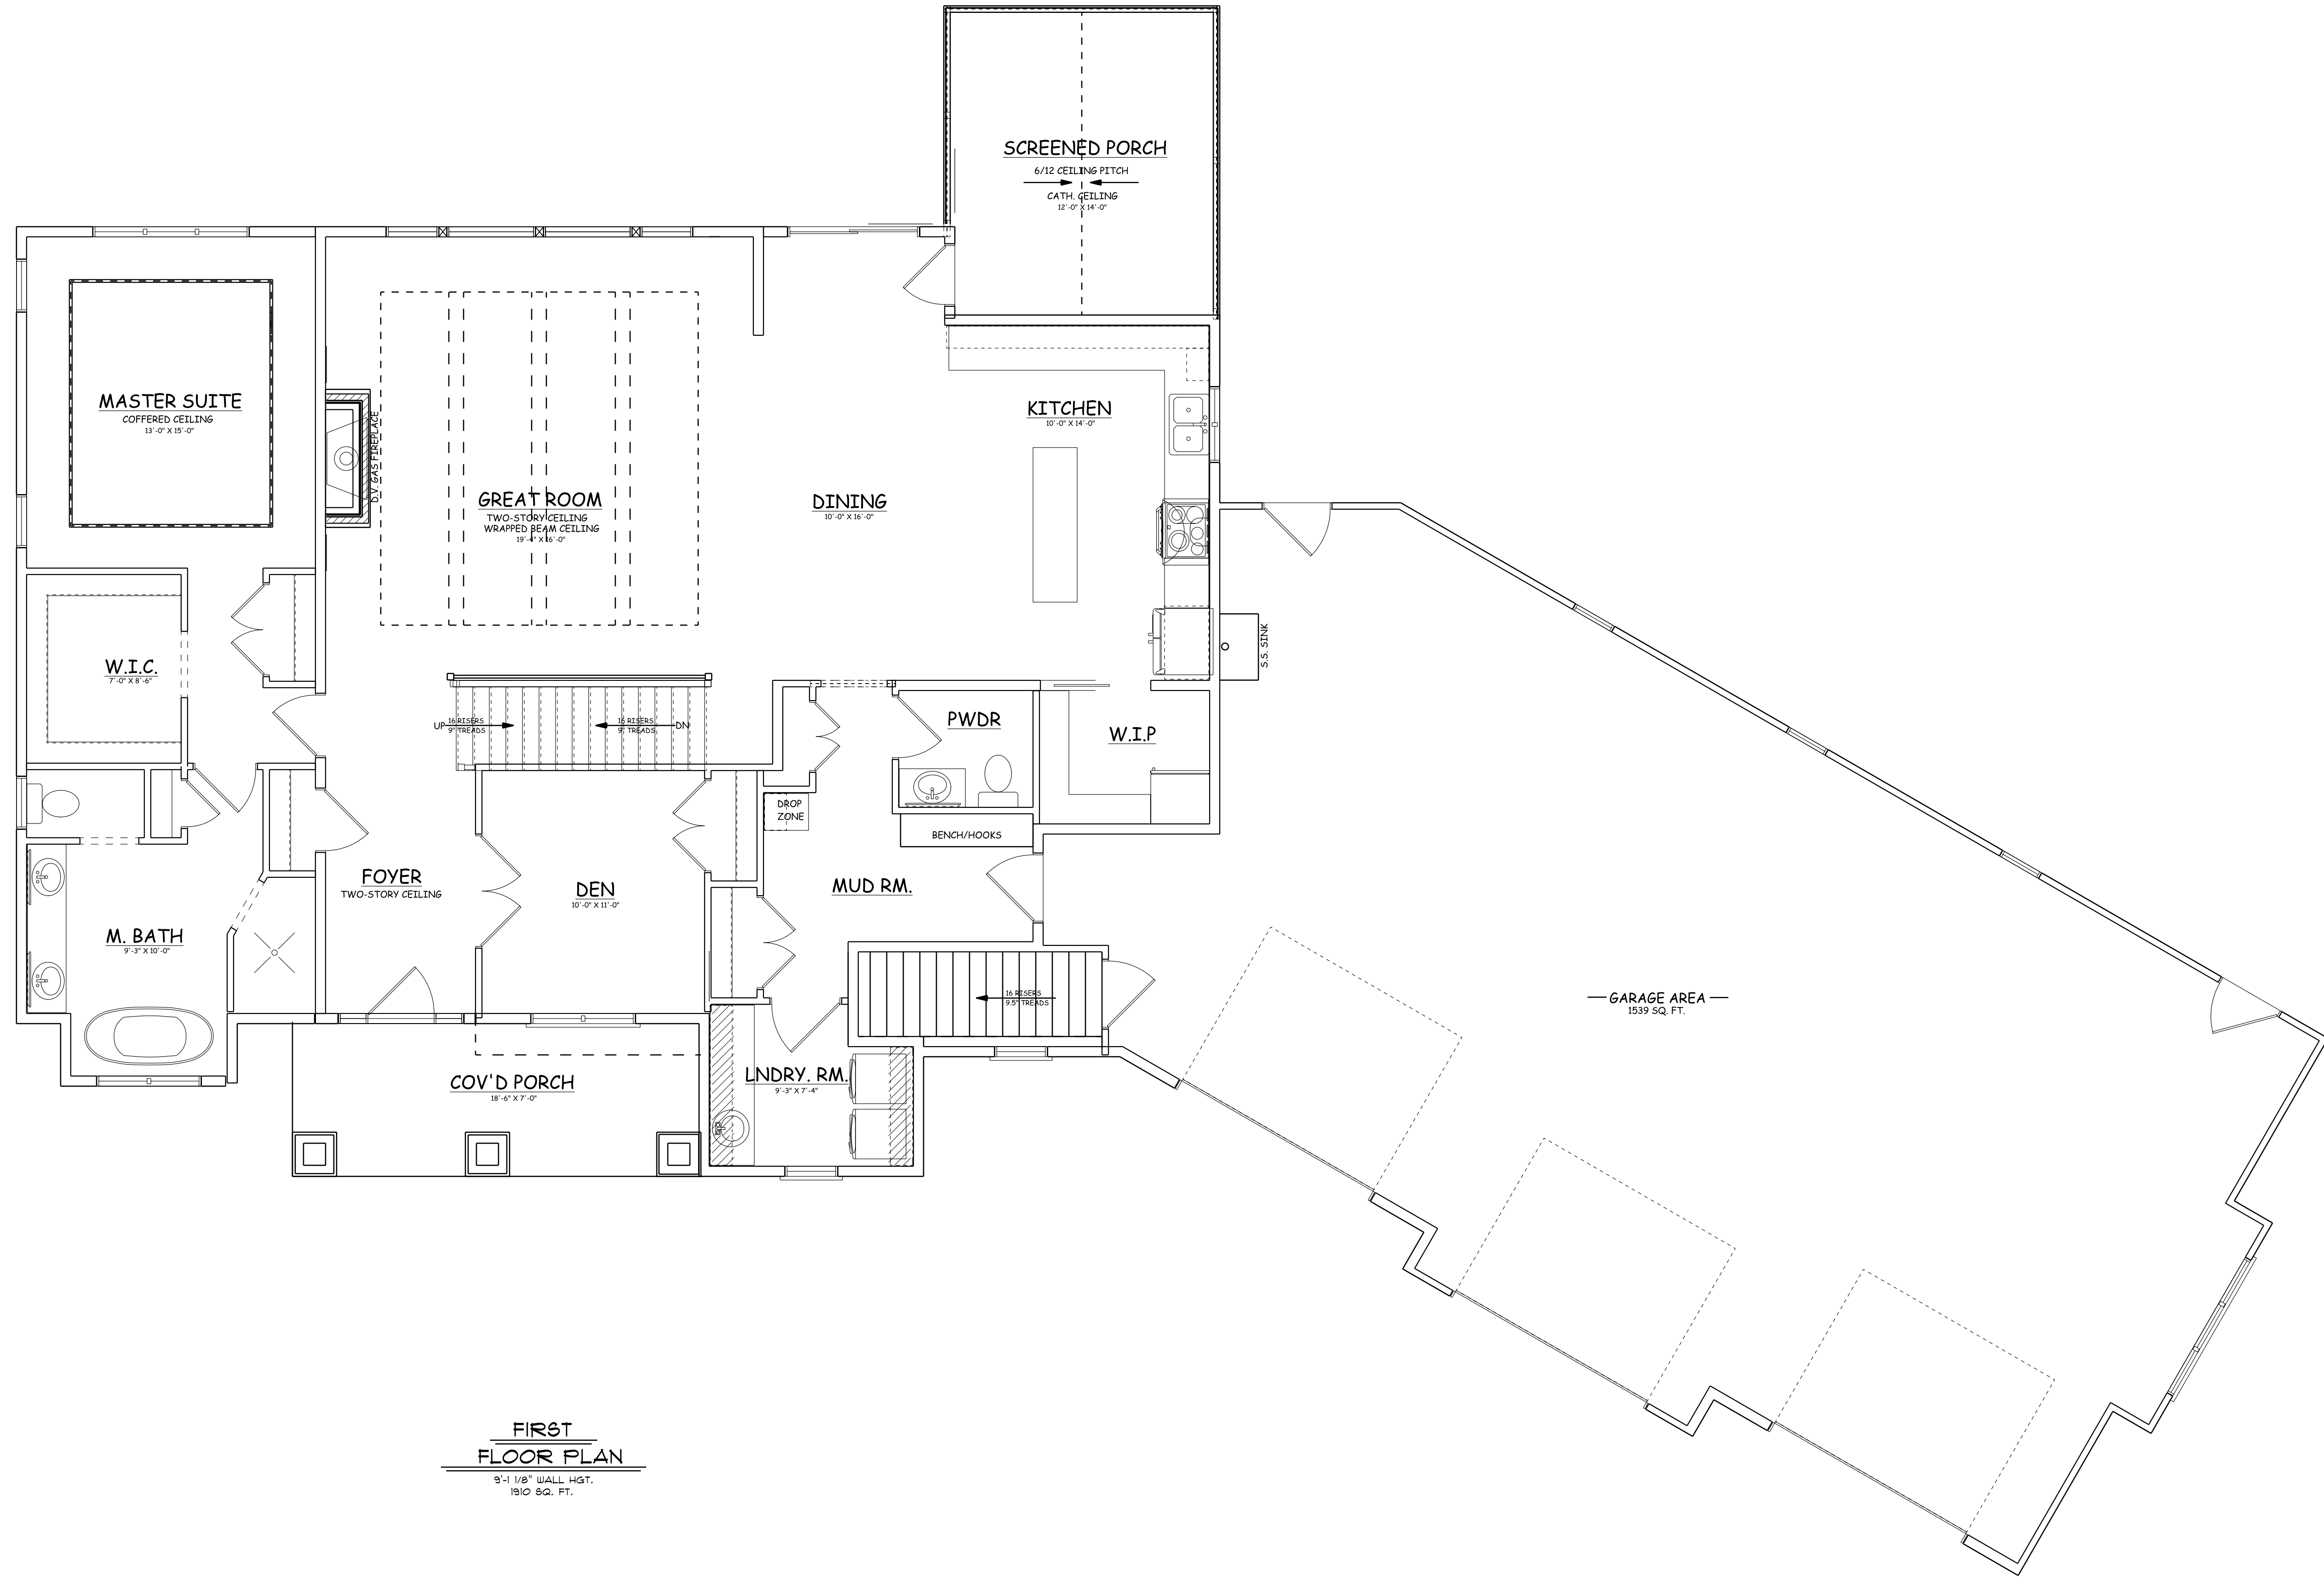 SCREENED PORCH
6/12 CEILING PITCH
CATH. CEILING
12'-0" X 14'-0"
MASTER SUITE
COFFERED CEILING
13'-0" X 15'-0"
D.V. GAS FIREPLACE
GREAT ROOM
TWO-STORY CEILING
WRAPPED BEAM CEILING
19'-4" X 16'-0"
DINING
10'-0" X 16'-0"
KITCHEN
10'-0" X 14'-0"
S.S. SINK
W.I.C.
7'-0" X 8'-6"
UP
16 RISERS
9" TREADS
16 RISERS
9" TREADS
DN
PWDR
W.I.P
DROP
ZONE
BENCH/HOOKS
FOYER
TWO-STORY CEILING
DEN
10'-0" X 11'-0"
MUD RM.
M. BATH
9'-3" X 10'-0"
16 RISERS
9.5" TREADS
GARAGE AREA
1539 SQ. FT.
COV'D PORCH
18'-6" X 7'-0"
LNDRY. RM.
9'-3" X 7'-4"
FIRST
FLOOR PLAN
9'-1 1/8" WALL HGT.
1910 SQ. FT.